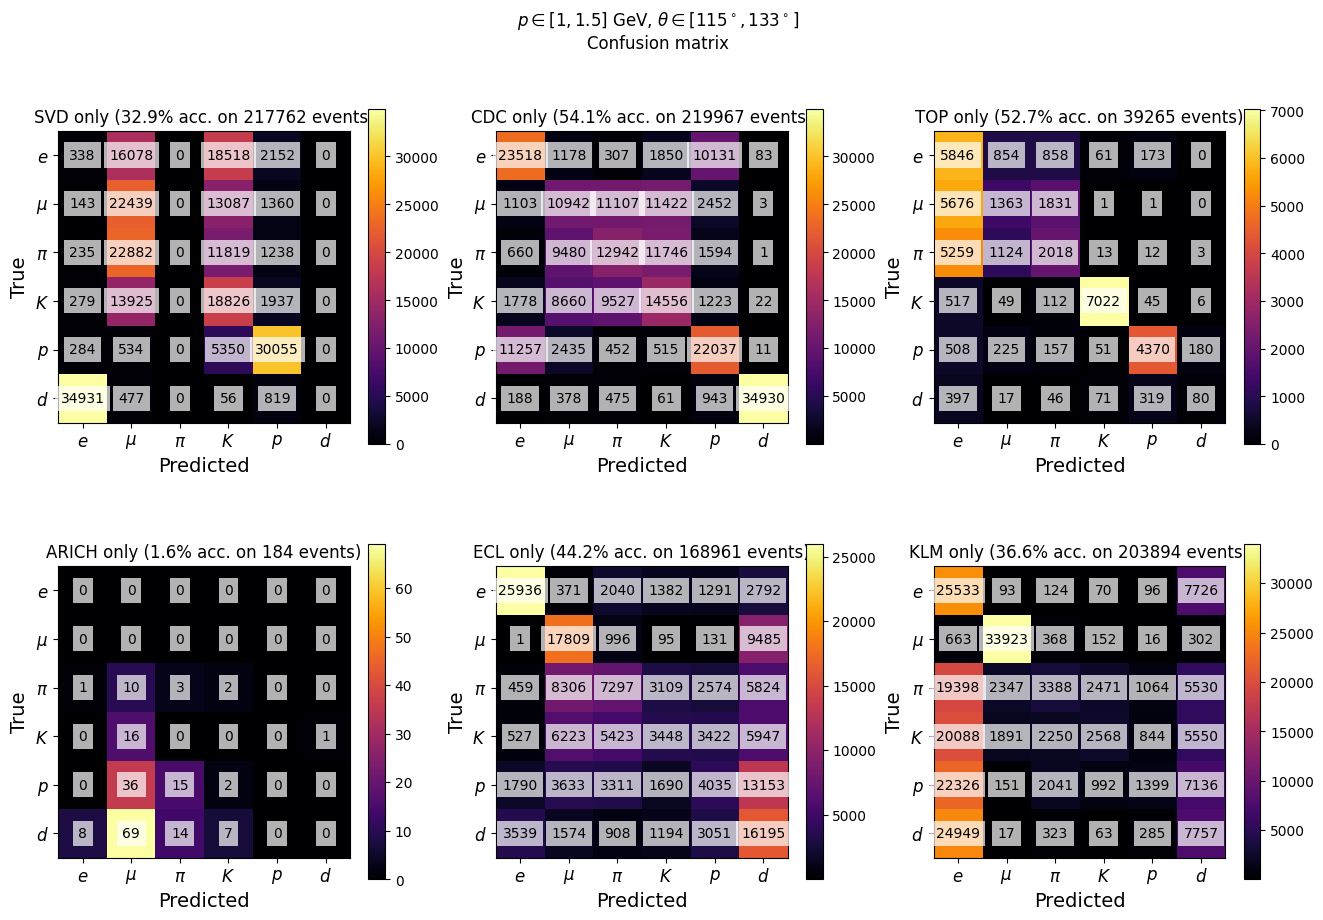 p ∈ [1, 1.5] GeV, θ ∈ [115°, 133°]
Confusion matrix
SVD only (32.9% acc. on 217762 events
True
e 338 16078 0 18518 2152 0
μ 143 22439 0 13087 1360 0
π 235 22882 0 11819 1238 0
K 279 13925 0 18826 1937 0
p 284 534 0 5350 30055 0
d 34931 477 0 56 819 0
e μ π K p d
Predicted
30000
25000
20000
15000
10000
5000
0
CDC only (54.1% acc. on 219967 events
True
e 23518 1178 307 1850 10131 83
μ 1103 10942 11107 11422 2452 3
π 660 9480 12942 11746 1594 1
K 1778 8660 9527 14556 1223 22
p 11257 2435 452 515 22037 11
d 188 378 475 61 943 34930
e μ π K p d
Predicted
30000
25000
20000
15000
10000
5000
TOP only (52.7% acc. on 39265 events)
True
e 5846 854 858 61 173 0
μ 5676 1363 1831 1 1 0
π 5259 1124 2018 13 12 3
K 517 49 112 7022 45 6
p 508 225 157 51 4370 180
d 397 17 46 71 319 80
e μ π K p d
Predicted
7000
6000
5000
4000
3000
2000
1000
0
ARICH only (1.6% acc. on 184 events)
True
e 0 0 0 0 0 0
μ 0 0 0 0 0 0
π 1 10 3 2 0 0
K 0 16 0 0 0 1
p 0 36 15 2 0 0
d 8 69 14 7 0 0
e μ π K p d
Predicted
60
50
40
30
20
10
0
ECL only (44.2% acc. on 168961 events)
True
e 25936 371 2040 1382 1291 2792
μ 1 17809 996 95 131 9485
π 459 8306 7297 3109 2574 5824
K 527 6223 5423 3448 3422 5947
p 1790 3633 3311 1690 4035 13153
d 3539 1574 908 1194 3051 16195
e μ π K p d
Predicted
25000
20000
15000
10000
5000
KLM only (36.6% acc. on 203894 events
True
e 25533 93 124 70 96 7726
μ 663 33923 368 152 16 302
π 19398 2347 3388 2471 1064 5530
K 20088 1891 2250 2568 844 5550
p 22326 151 2041 992 1399 7136
d 24949 17 323 63 285 7757
e μ π K p d
Predicted
30000
25000
20000
15000
10000
5000